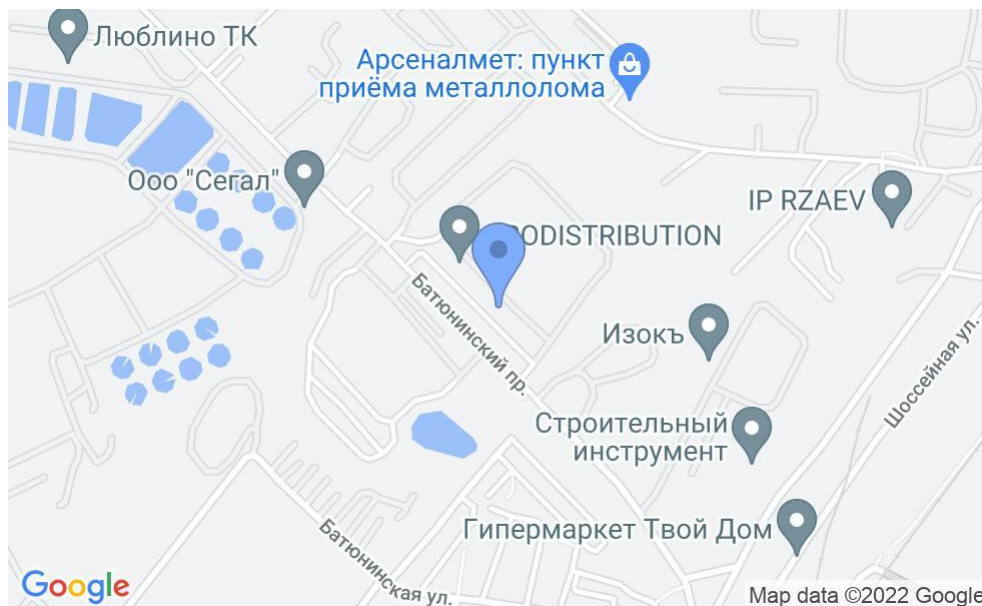 Люблино ТК
Арсеналмет: пункт
приёма металлолома
Ооо "Сегал"
IP RZAEV
ODISTRIBUTION
Батюнинский пр.
Изокъ
Шоссейная ул.
Строительный
инструмент
Гипермаркет Твой Дом
Батюнинская ул.
Google
Map data ©2022 Google